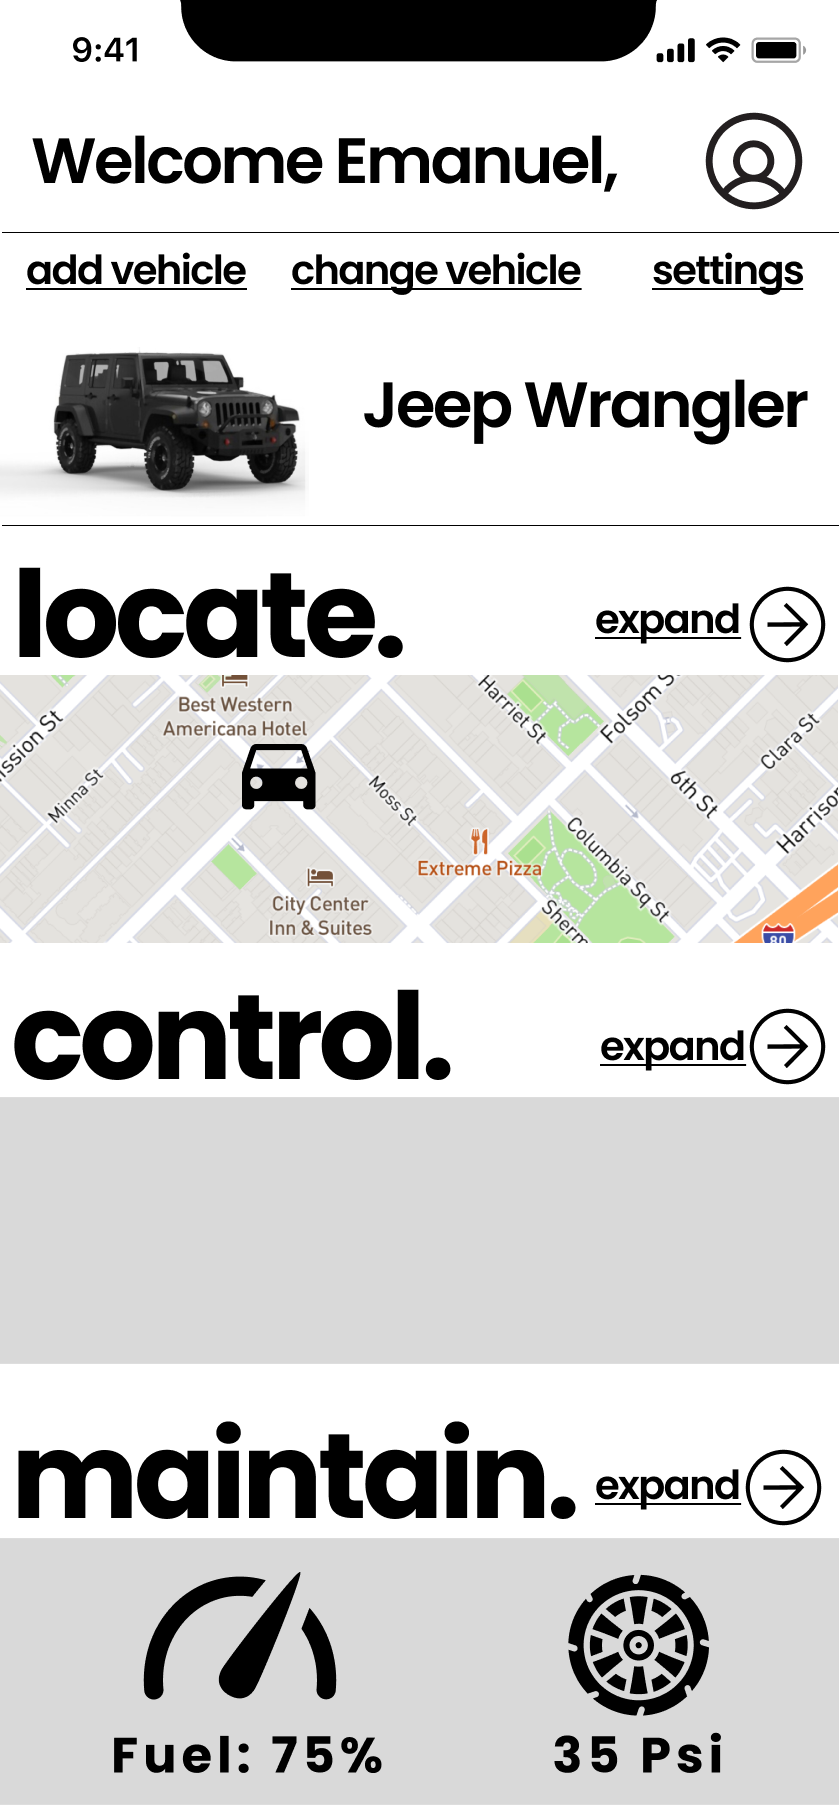 9:41
Welcome Emanuel,
add vehicle change vehicle settings
Jeep Wrangler
locate.
expand
Best Western
Americana Hotel
Harriet St
Folsom S
ssion St
Clara St
Minna St
Moss St
6th St
Harriso
Extreme Pizza
Columbia Sq St
City Center
Inn & Suites
Sherm
80
control.
expand
maintain.
expand
Fuel: 75%
35 Psi